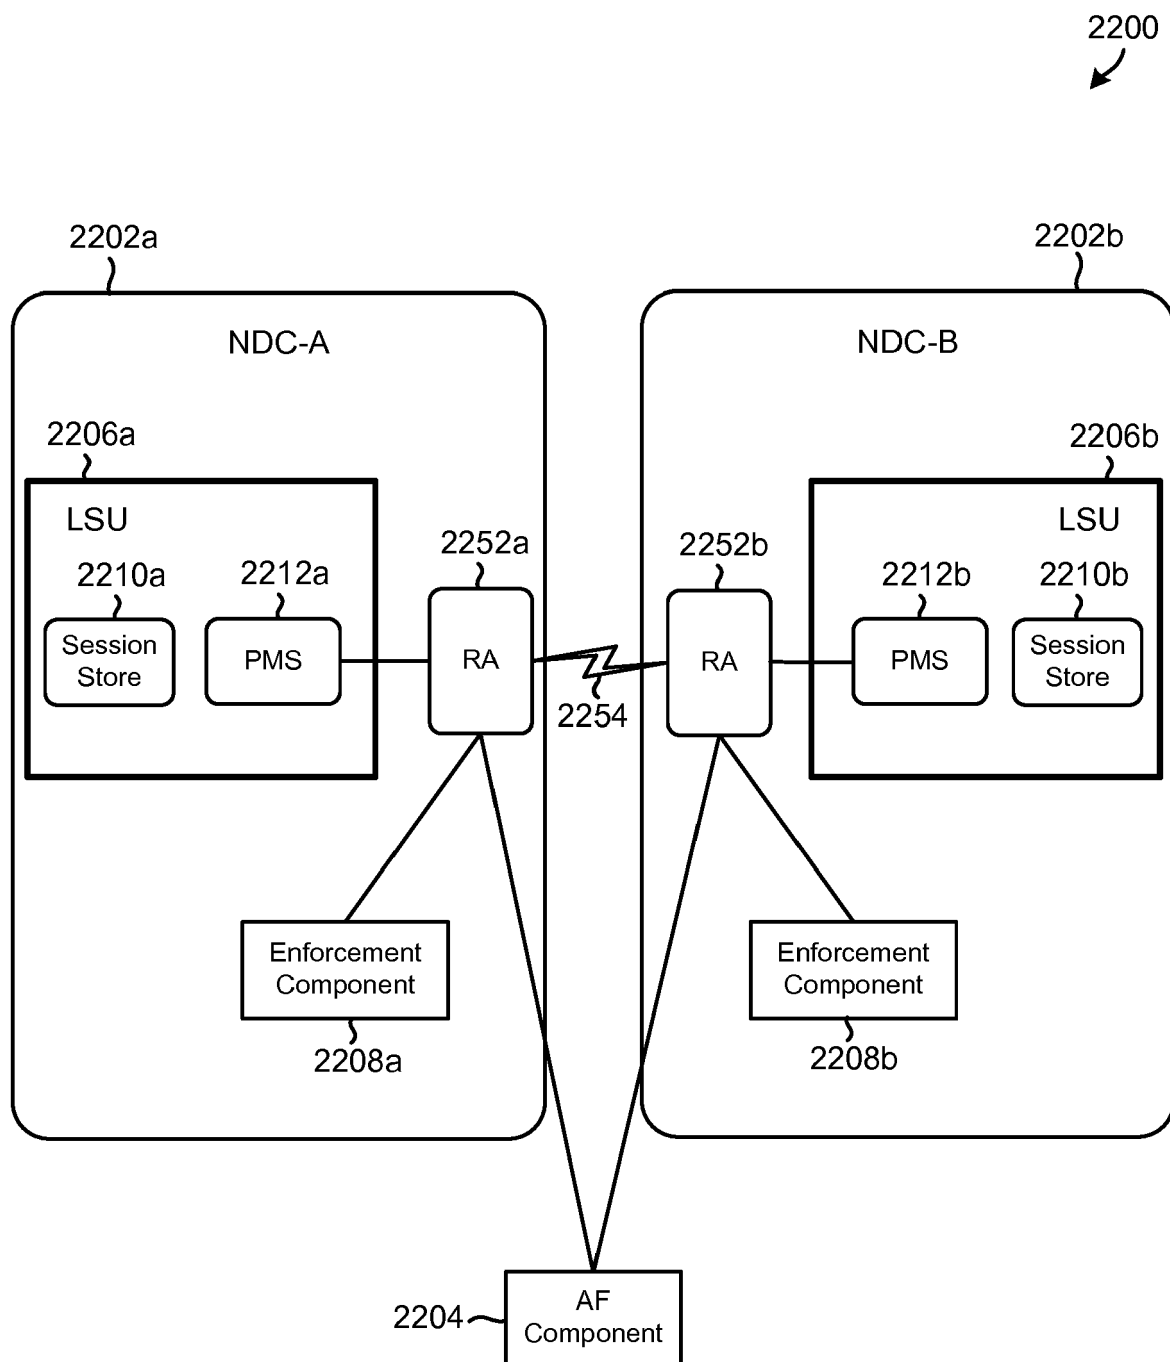 2200
2202a
2202b
NDC-A
NDC-B
2206a
2206b
LSU
LSU
2252a
2252b
2210a
2212a
2212b
2210b
Session
Store
PMS
RA
RA
PMS
Session
Store
2254
Enforcement
Component
Enforcement
Component
2208a
2208b
2204
AF
Component